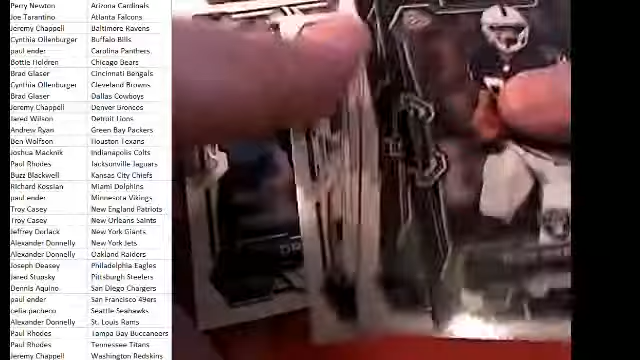 Perry Newton Arizona Cardinals
Joe Tarantino Atlanta Falcons
Jeremy Chappell Baltimore Ravens
Cynthia Ollenburger Buffalo Bills
paul ender Carolina Panthers
Bottie Holdren Chicago Bears
Brad Glaser Cincinnati Bengals
Cynthia Ollenburger Cleveland Browns
Brad Glaser Dallas Cowboys
Jeremy Chappell Denver Broncos
Jared Wilson Detroit Lions
Andrew Ryan Green Bay Packers
Ben Wolfson Houston Texans
Joshua Macknik Indianapolis Colts
Paul Rhodes Jacksonville Jaguars
Buzz Blackwell Kansas City Chiefs
Richard Kossian Miami Dolphins
paul ender Minnesota Vikings
Troy Casey New England Patriots
Troy Casey New Orleans Saints
Jeffrey Dorlack New York Giants
Alexander Donnelly New York Jets
Alexander Donnelly Oakland Raiders
Joseph Deasey Philadelphia Eagles
Jared Stupsky Pittsburgh Steelers
Dennis Aquino San Diego Chargers
paul ender San Francisco 49ers
celia pacheco Seattle Seahawks
Alexander Donnelly St. Louis Rams
Paul Rhodes Tampa Bay Buccaneers
Paul Rhodes Tennessee Titans
Jeremy Chappell Washington Redskins